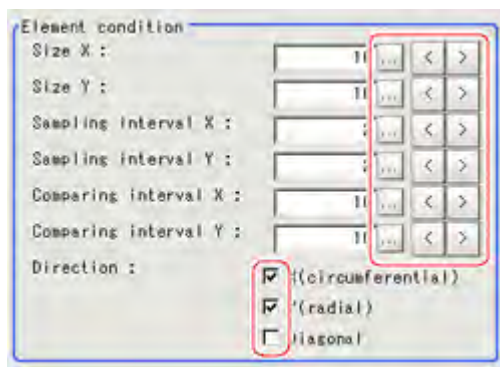 Element condition
Size X : ... < >
Size Y : ... < >
Sampling interval X : ... < >
Sampling interval Y : ... < >
Comparing interval X : ... < >
Comparing interval Y : ... < >
Direction :
(circumferential)
(radial)